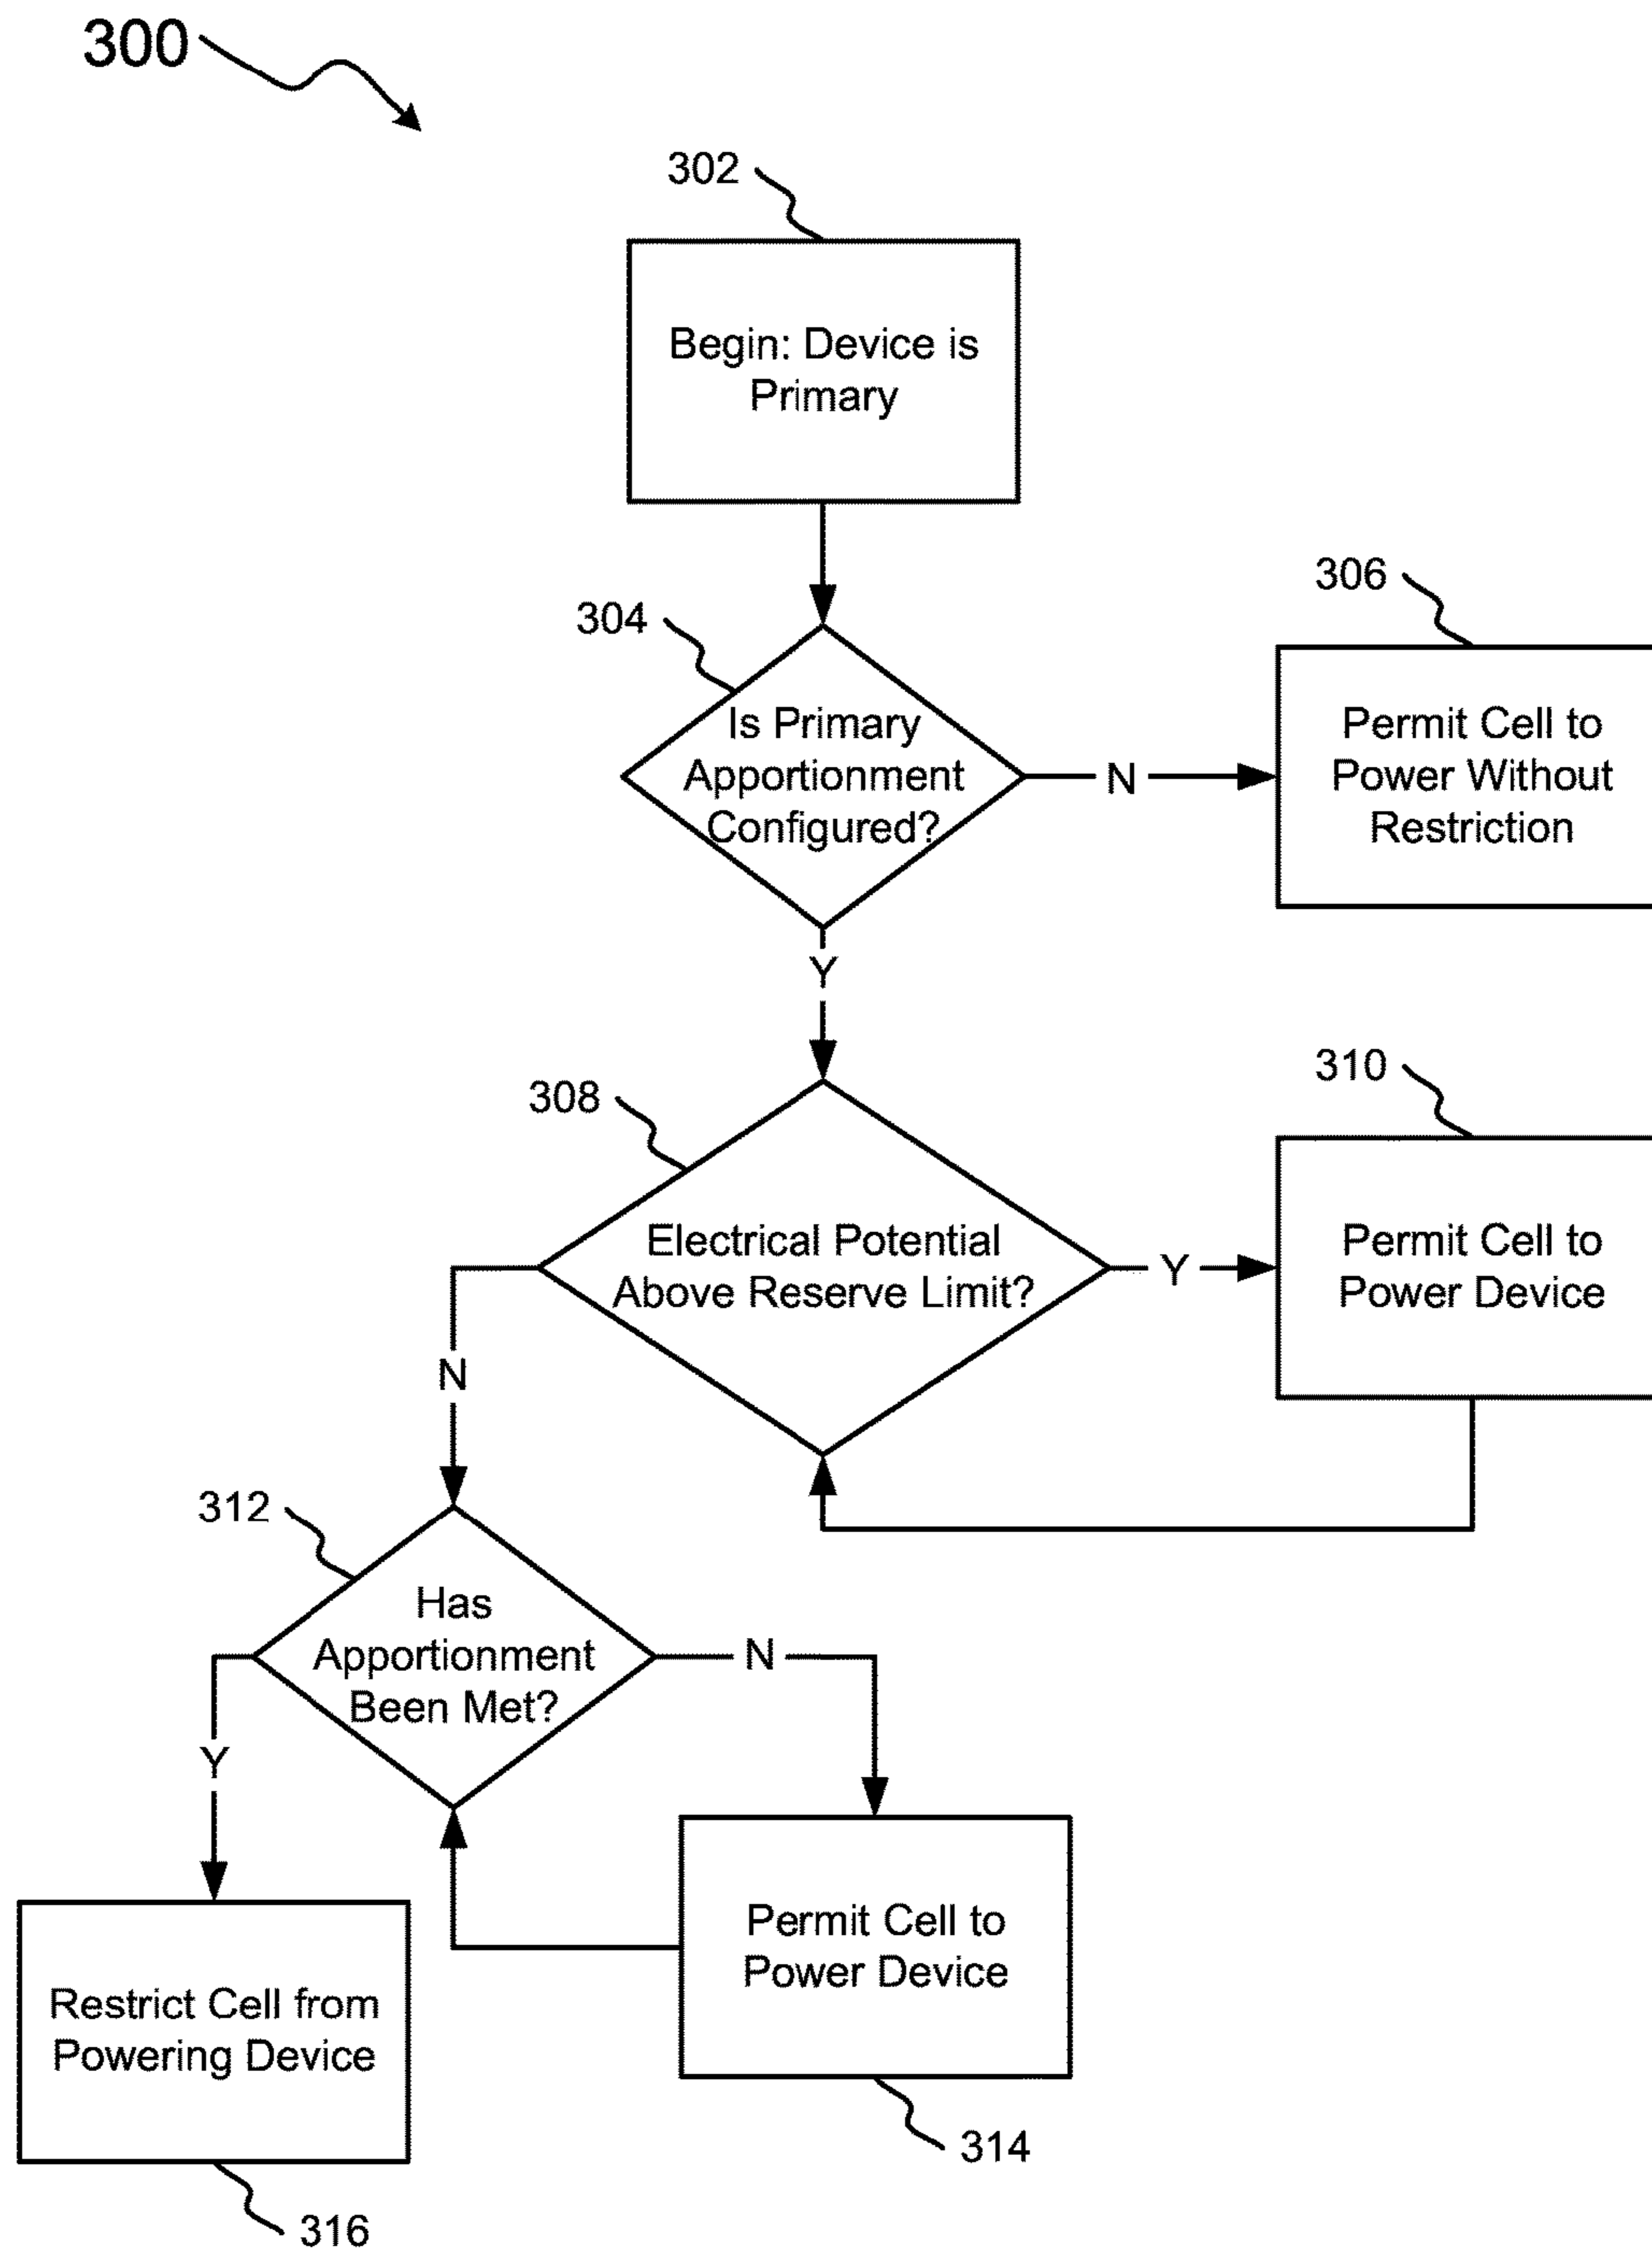 300
302
Begin: Device is
Primary
304
Is Primary
Apportionment
Configured?
N
306
Permit Cell to
Power Without
Restriction
Y
308
Electrical Potential
Above Reserve Limit?
Y
310
Permit Cell to
Power Device
N
312
Has
Apportionment
Been Met?
N
Y
Permit Cell to
Power Device
314
Restrict Cell from
Powering Device
316